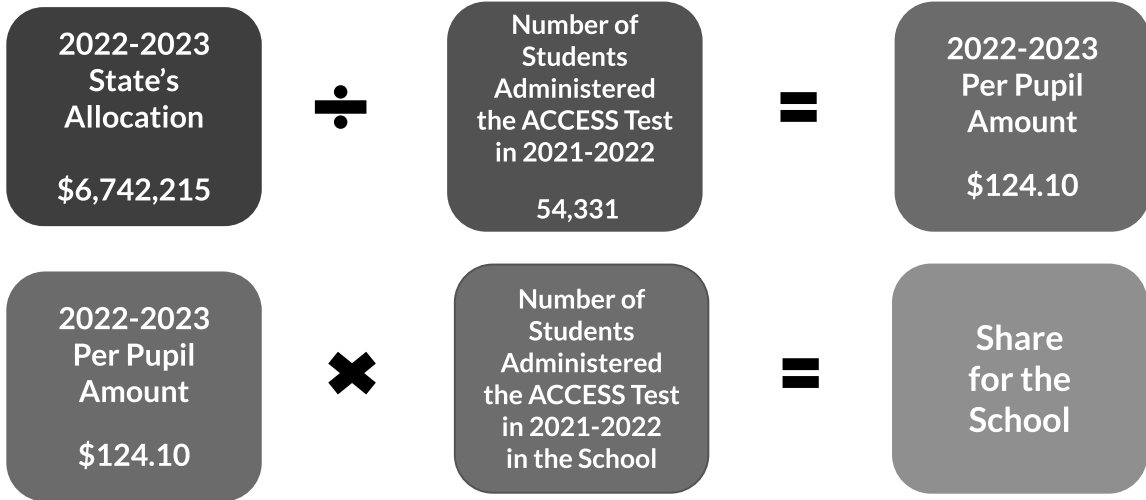 2022-2023
State's
Allocation
$6,742,215
÷
Number of
Students
Administered
the ACCESS Test
in 2021-2022
54,331
=
2022-2023
Per Pupil
Amount
$124.10
2022-2023
Per Pupil
Amount
$124.10
×
Number of
Students
Administered
the ACCESS Test
in 2021-2022
in the School
=
Share
for the
School